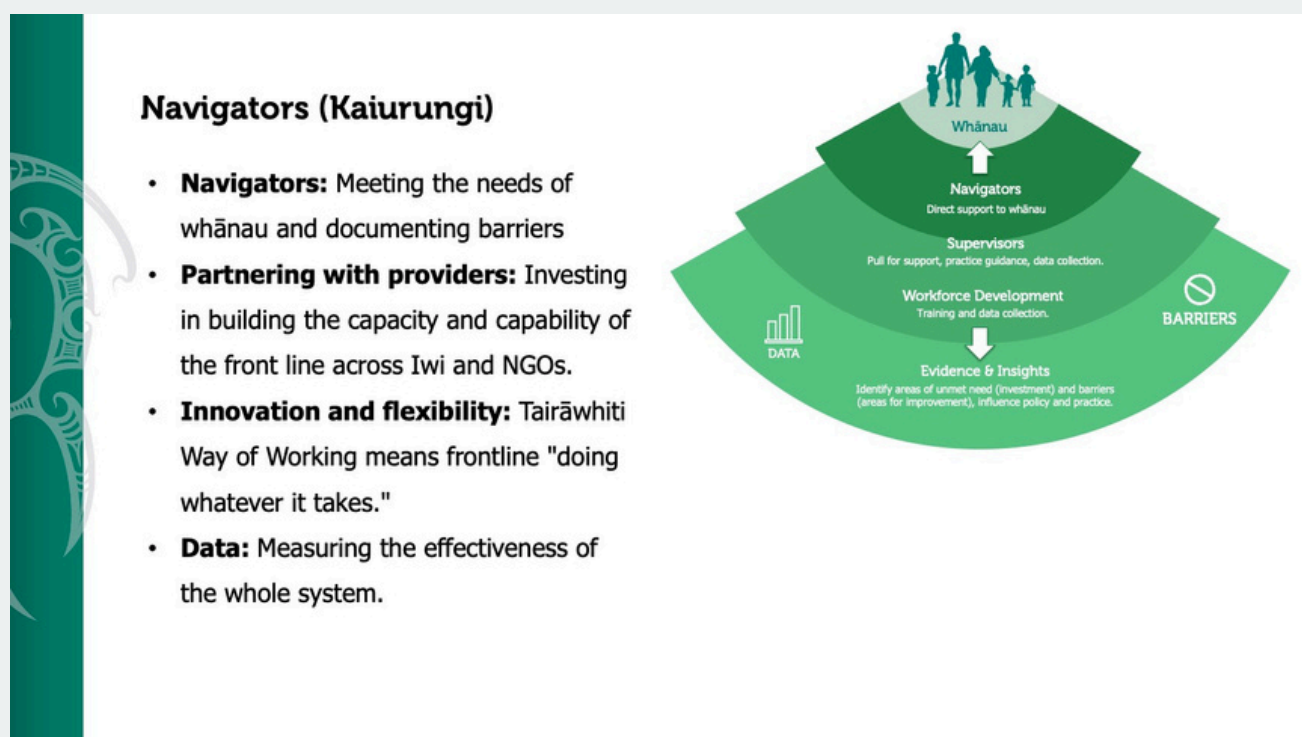 Navigators (Kaiurungi)
• Navigators: Meeting the needs of
whānau and documenting barriers
• Partnering with providers: Investing
in building the capacity and capability of
the front line across Iwi and NGOs.
• Innovation and flexibility: Tairāwhiti
Way of Working means frontline "doing
whatever it takes."
• Data: Measuring the effectiveness of
the whole system.
Whānau
Navigators
Direct support to whānau
Supervisors
Pull for support, practice guidance, data collection.
Workforce Development
Training and data collection.
DATA
BARRIERS
Evidence & Insights
Identify areas of unmet need (investment) and barriers
(areas for improvement), influence policy and practice.